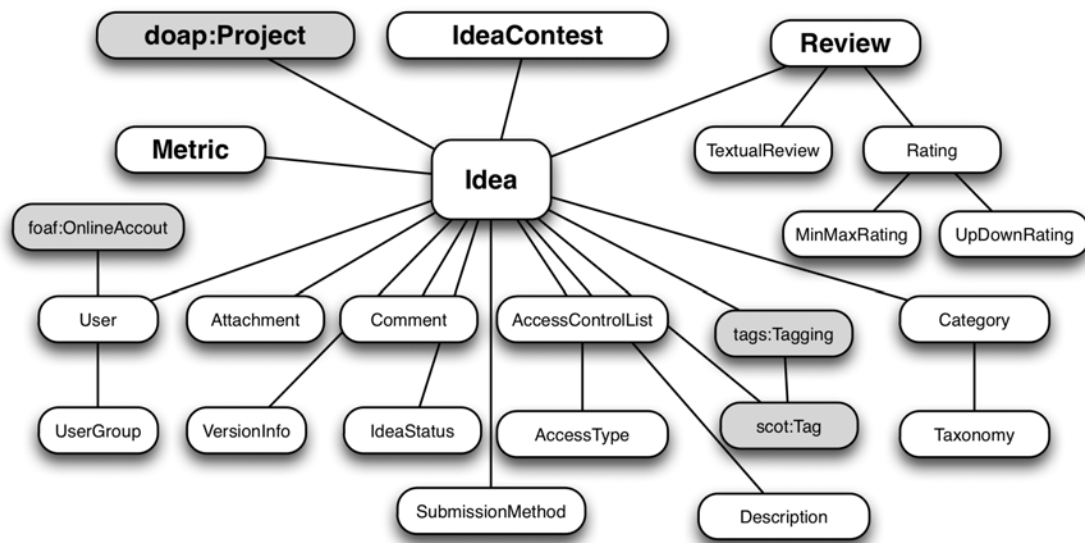 doap:Project
IdeaContest
Review
Metric
Idea
TextualReview
Rating
foaf:OnlineAccout
MinMaxRating
UpDownRating
User
Attachment
Comment
AccessControlList
tags:Tagging
Category
UserGroup
VersionInfo
IdeaStatus
AccessType
scot:Tag
Taxonomy
SubmissionMethod
Description